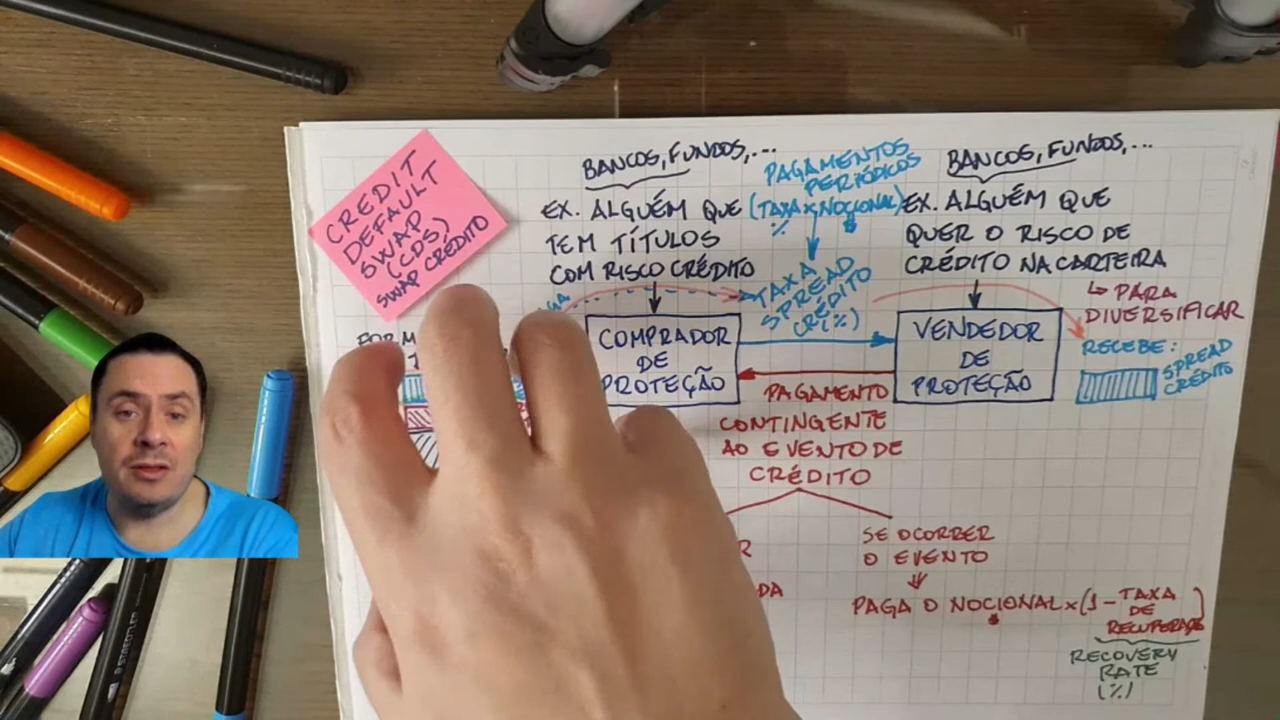 CREDIT
DEFAULT
SWAP
(CDS)
SWAP CRÉDITO
BANCOS, FUNDOS,...
EX. ALGUÉM QUE
TEM TÍTULOS
COM RISCO CRÉDITO
PAGAMENTOS
PERIÓDICOS
(TAXA x NOCIONAL)
% $
TAXA
SPREAD
CRÉDITO
(%)
BANCOS, FUNDOS,...
EX. ALGUÉM QUE
QUER O RISCO DE
CRÉDITO NA CARTEIRA
↳ PARA
DIVERSIFICAR
COMPRADOR
DE
PROTEÇÃO
VENDEDOR
DE
PROTEÇÃO
RECEBE:
SPREAD
CRÉDITO
PAGAMENTO
CONTINGENTE
AO EVENTO DE
CRÉDITO
SE OCORRER
O EVENTO
PAGA O NOCIONAL x (1 - TAXA
DE
RECUPERAÇÃO)
RECOVERY
RATE
(%)
STAEDTLER